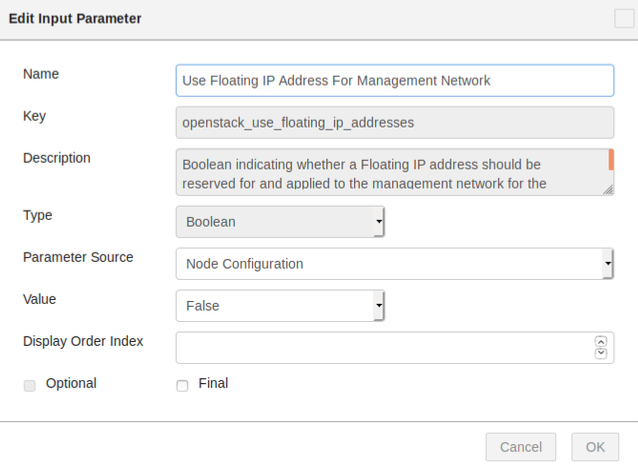 Edit Input Parameter
Name
Use Floating IP Address For Management Network
Key
openstack_use_floating_ip_addresses
Description
Boolean indicating whether a Floating IP address should be
reserved for and applied to the management network for the
Type
Boolean
Parameter Source
Node Configuration
Value
False
Display Order Index
Optional
Final
Cancel
OK